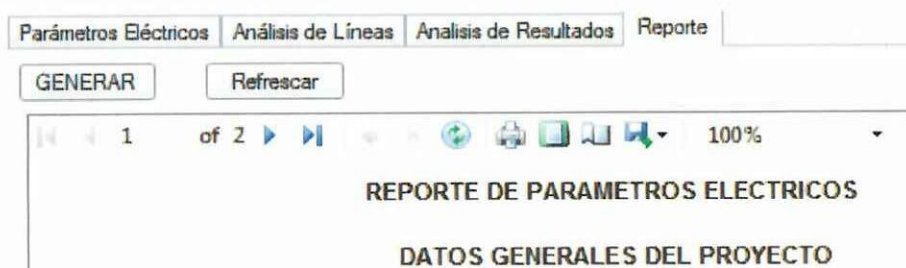 Parámetros Eléctricos Análisis de Líneas Analisis de Resultados Reporte
GENERAR Refrescar
1 of 2 100%
REPORTE DE PARAMETROS ELECTRICOS
DATOS GENERALES DEL PROYECTO